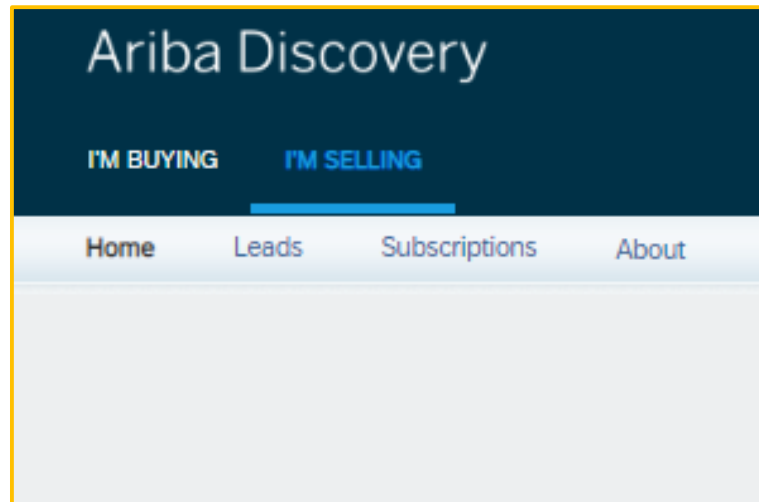 Ariba Discovery
I'M BUYING I'M SELLING
Home Leads Subscriptions About